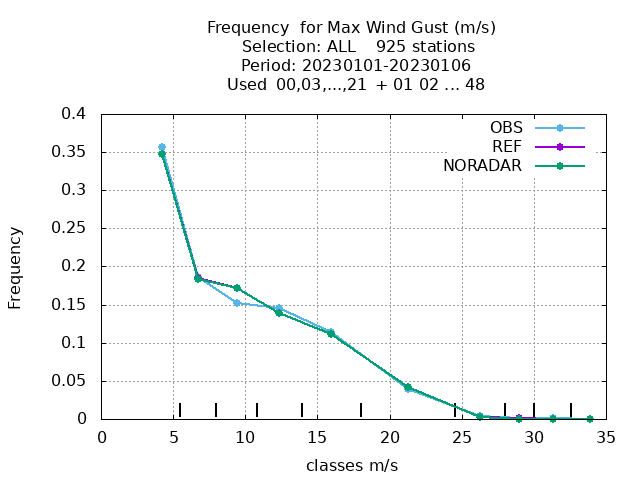 Frequency  for Max Wind Gust (m/s)
Selection: ALL    925 stations
Period: 20230101-20230106
Used  00,03,...,21  + 01 02 ... 48
OBS
REF
NORADAR
0.4
0.35
0.3
0.25
0.2
0.15
0.1
0.05
0
Frequency
0 5 10 15 20 25 30 35
classes m/s